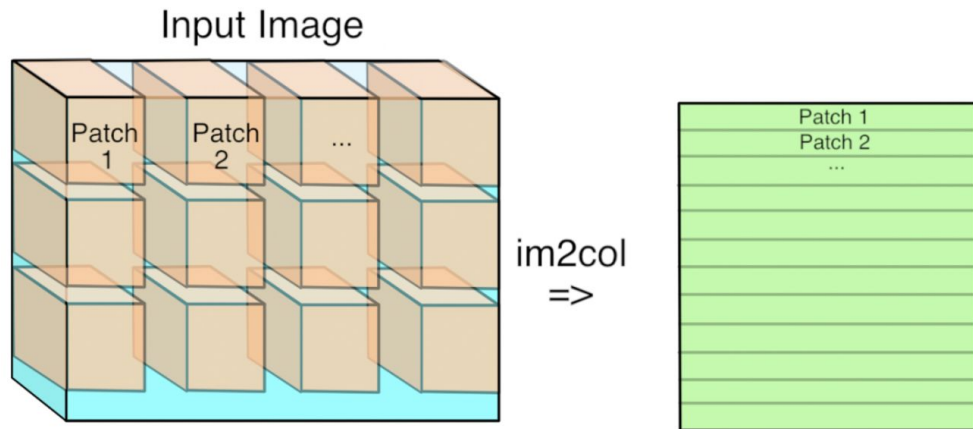 Input Image
Patch
1
Patch
2
...
im2col
=>
Patch 1
Patch 2
...